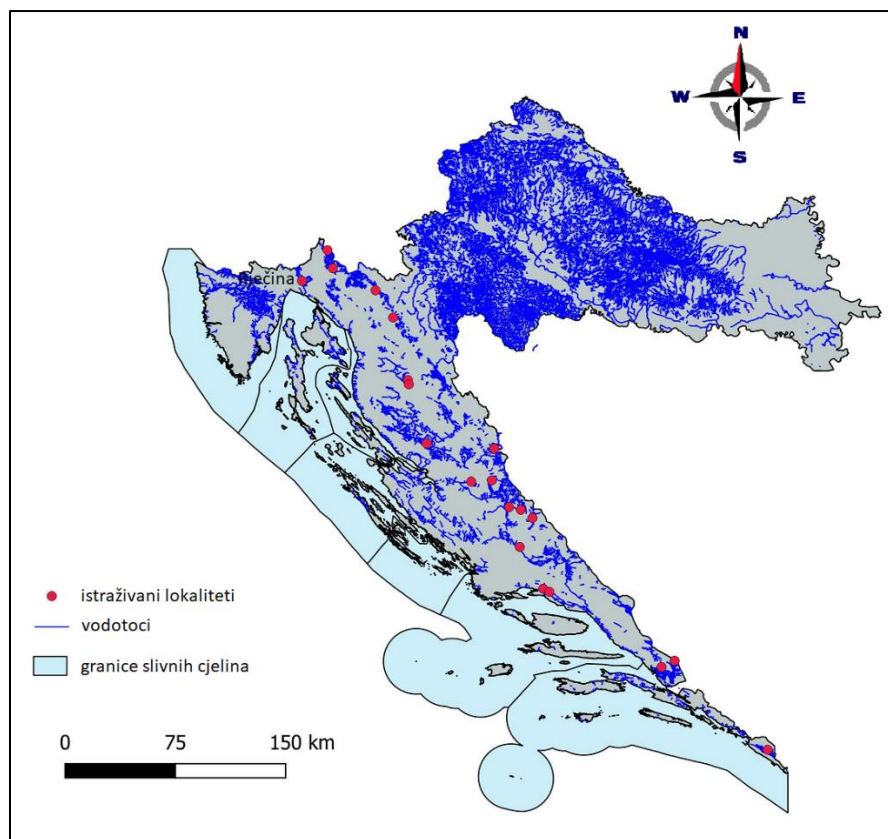 N
W E
S
Rječina
istraživani lokaliteti
vodotoci
granice slivnih cjelina
0 75 150 km